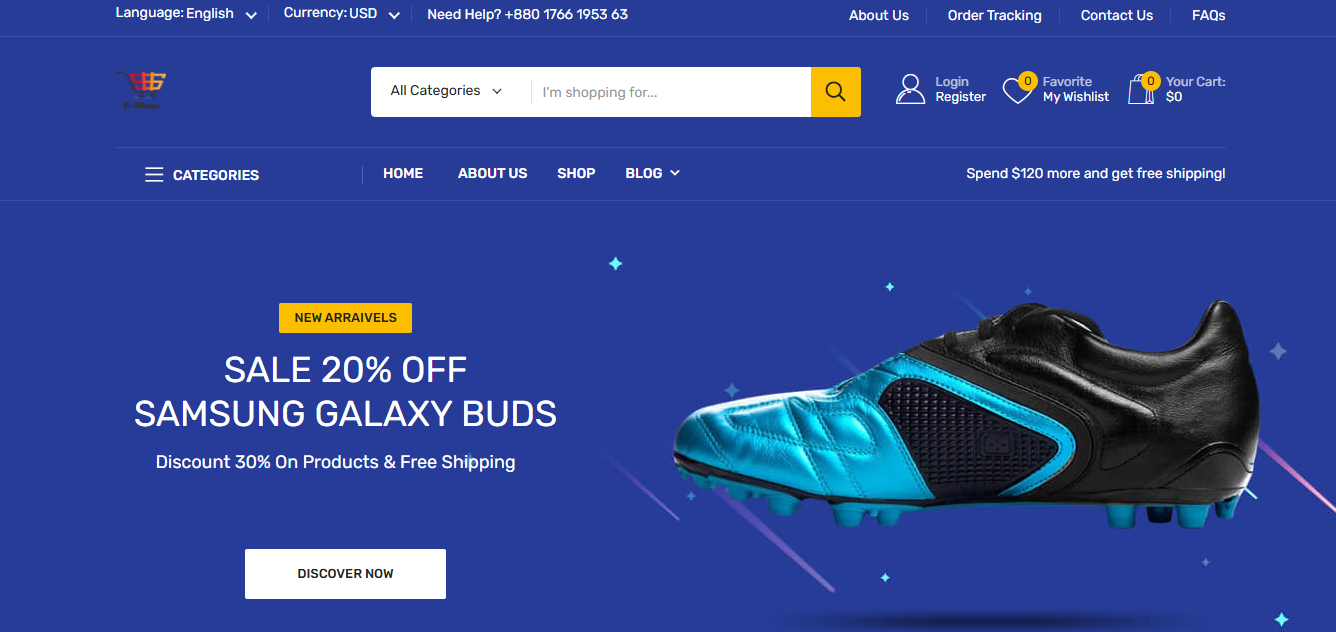 Language: English
Currency: USD
Need Help? +880 1766 1953 63
About Us
Order Tracking
Contact Us
FAQs
All Categories
I'm shopping for...
Login
Register
0
Favorite
My Wishlist
0
Your Cart:
$0
CATEGORIES
HOME
ABOUT US
SHOP
BLOG
Spend $120 more and get free shipping!
NEW ARRAIVELS
SALE 20% OFF
SAMSUNG GALAXY BUDS
Discount 30% On Products & Free Shipping
DISCOVER NOW